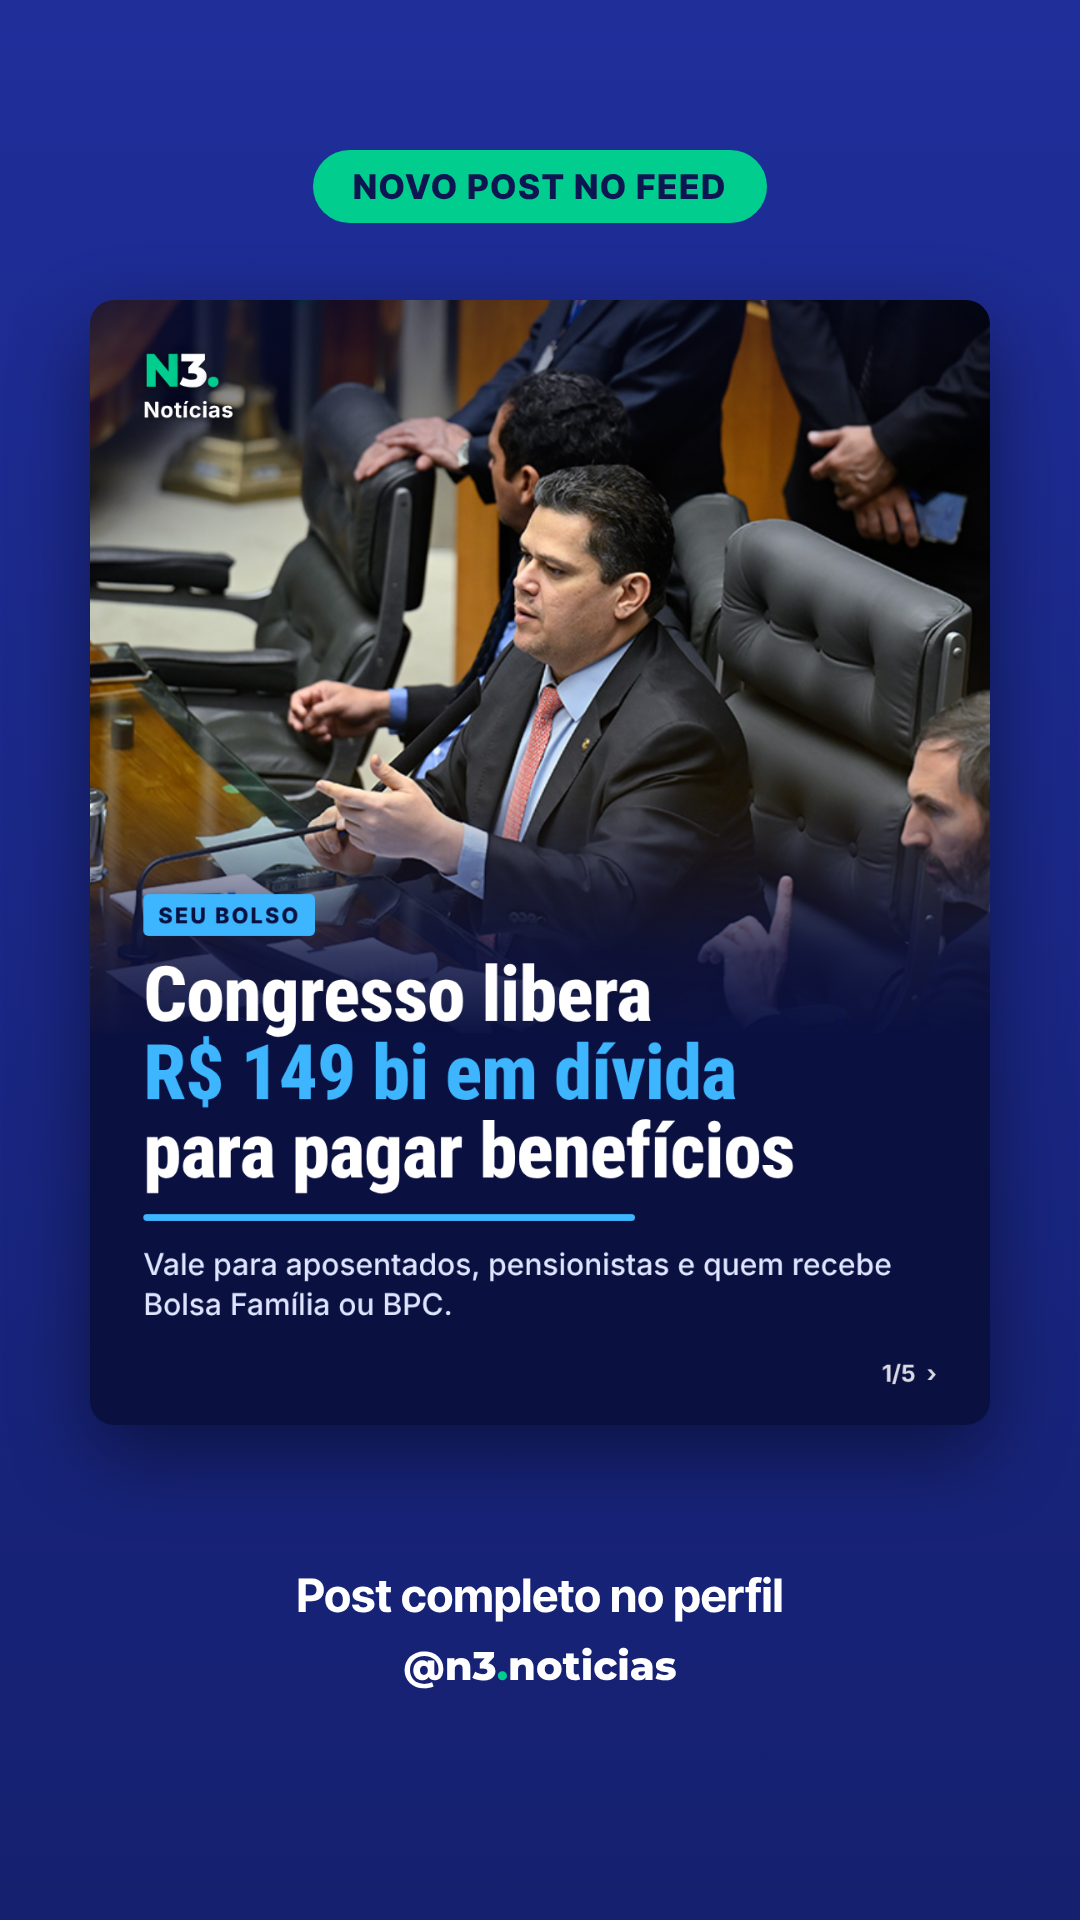 NOVO POST NO FEED
N3.
Notícias
SEU BOLSO
Congresso libera
R$ 149 bi em dívida
para pagar benefícios
Vale para aposentados, pensionistas e quem recebe
Bolsa Família ou BPC.
1/5 ›
Post completo no perfil
@n3.noticias